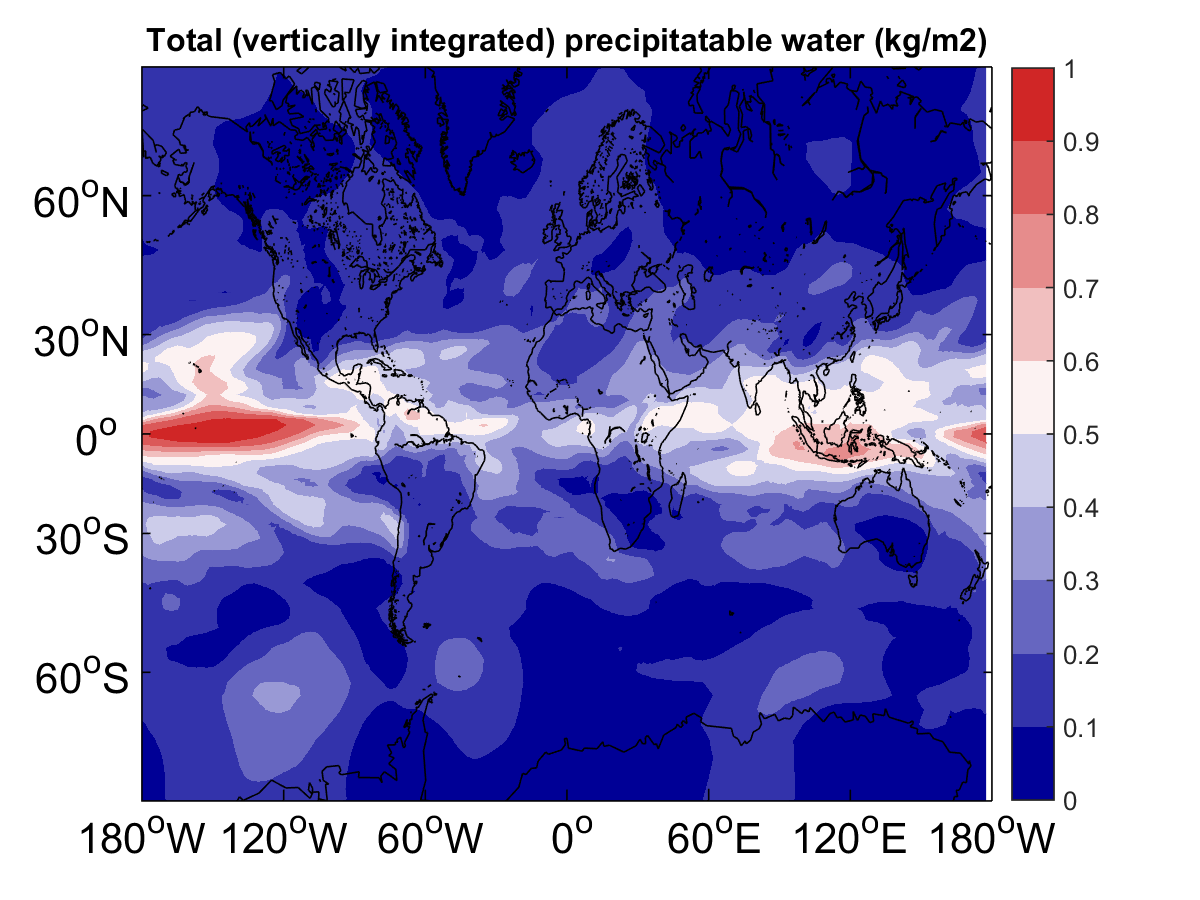 Total (vertically integrated) precipitatable water (kg/m2)
1
0.9
0.8
0.7
0.6
0.5
0.4
0.3
0.2
0.1
0
60°N
30°N
0°
30°S
60°S
180°W 120°W 60°W 0° 60°E 120°E 180°W